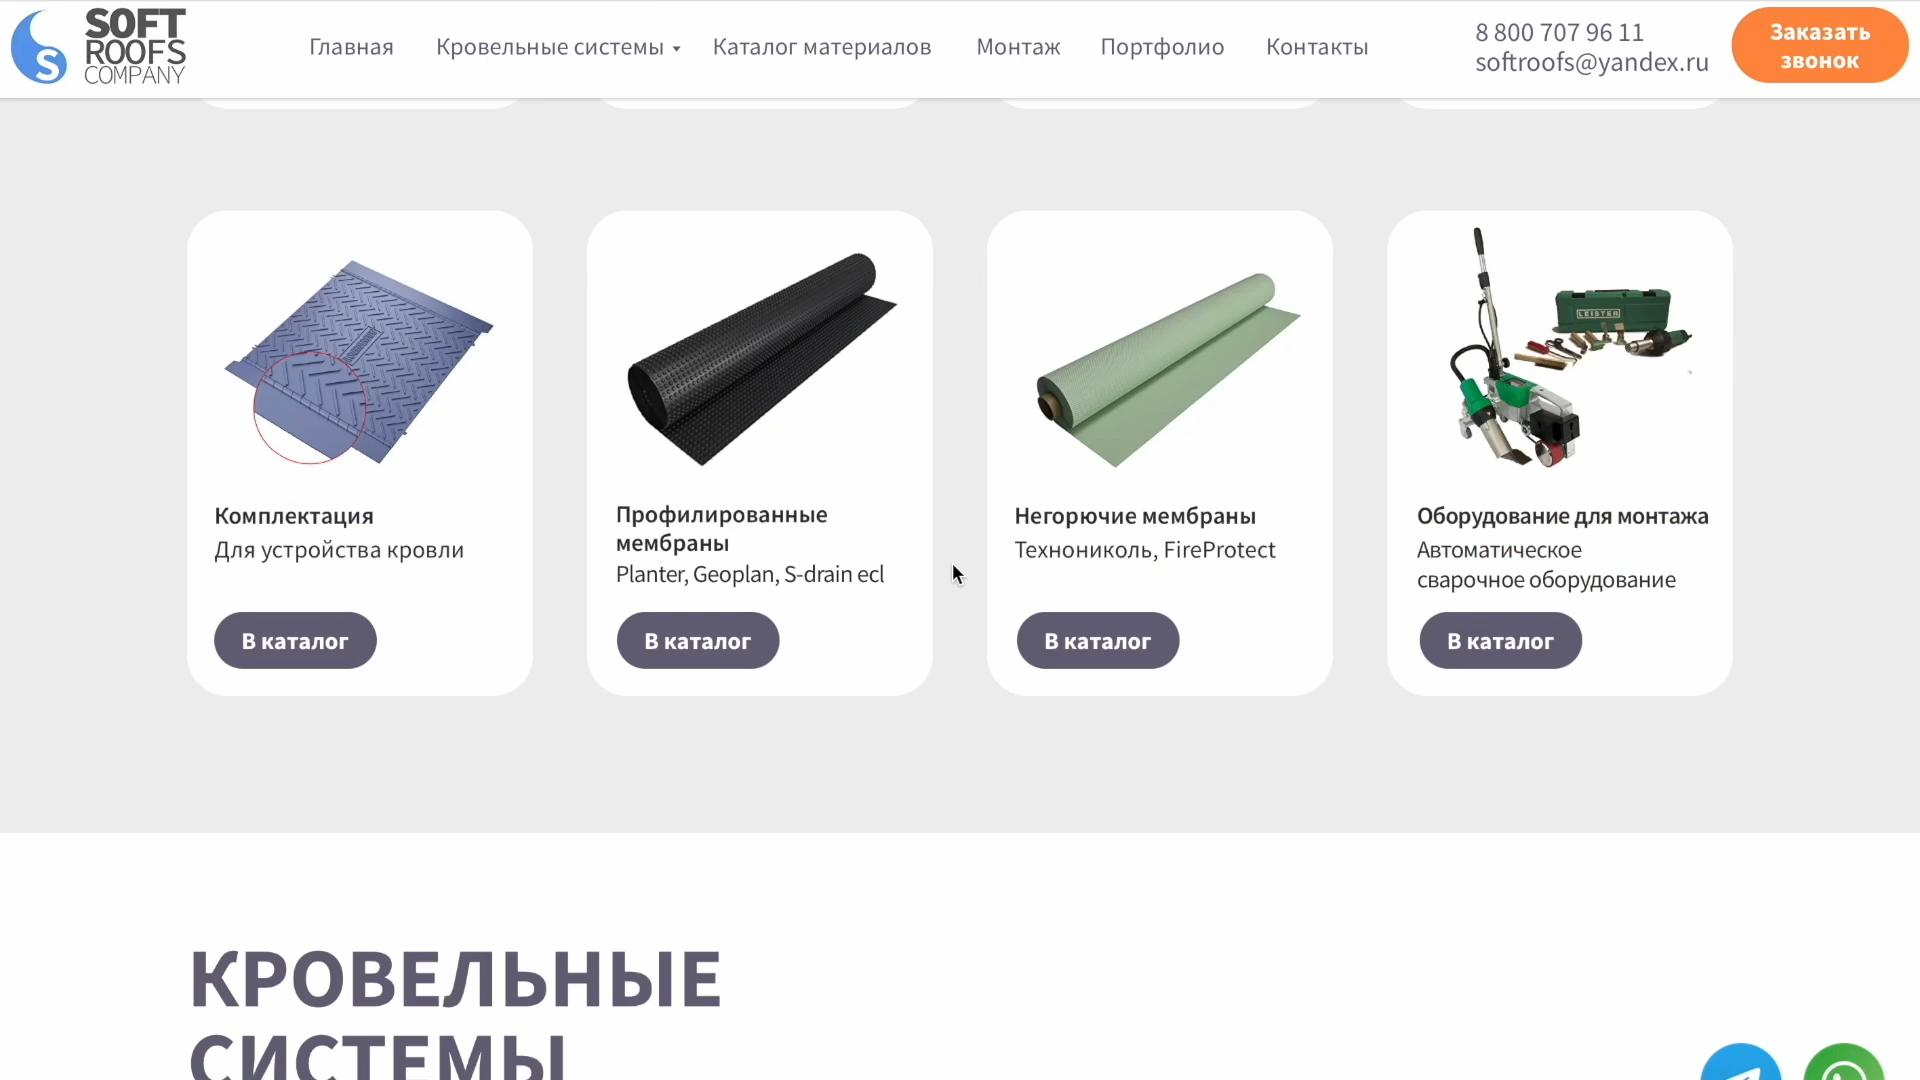 SOFT
ROOFS
COMPANY
S
Главная
Кровельные системы
Каталог материалов
Монтаж
Портфолио
Контакты
8 800 707 96 11
softroofs@yandex.ru
Заказать
звонок
LEISTER
Комплектация
Для устройства кровли
В каталог
Профилированные
мембраны
Planter, Geoplan, S-drain ecl
В каталог
Негорючие мембраны
Технониколь, FireProtect
В каталог
Оборудование для монтажа
Автоматическое
сварочное оборудование
В каталог
КРОВЕЛЬНЫЕ
СИСТЕМЫ